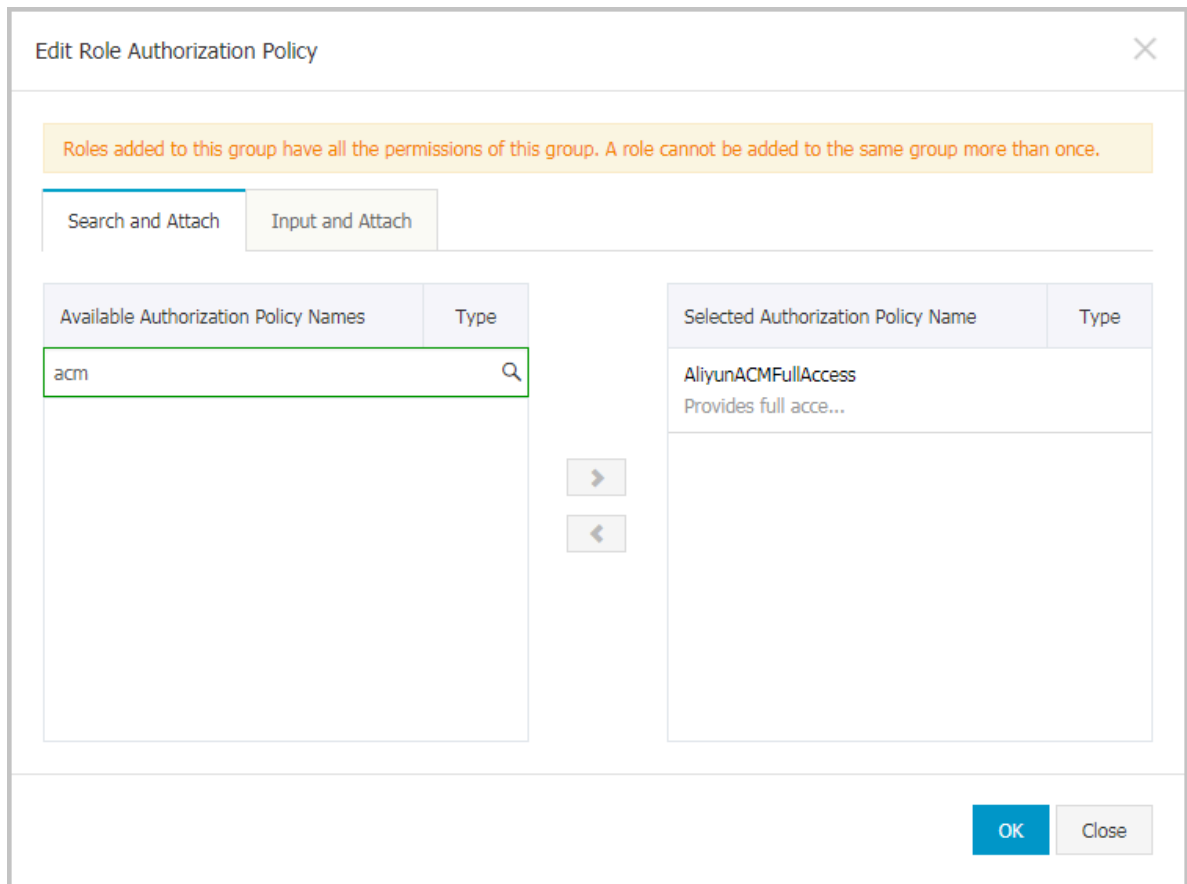 Edit Role Authorization Policy
Roles added to this group have all the permissions of this group. A role cannot be added to the same group more than once.
Search and Attach
Input and Attach
Available Authorization Policy Names
Type
acm
Selected Authorization Policy Name
Type
AliyunACMFullAccess
Provides full acce...
OK
Close